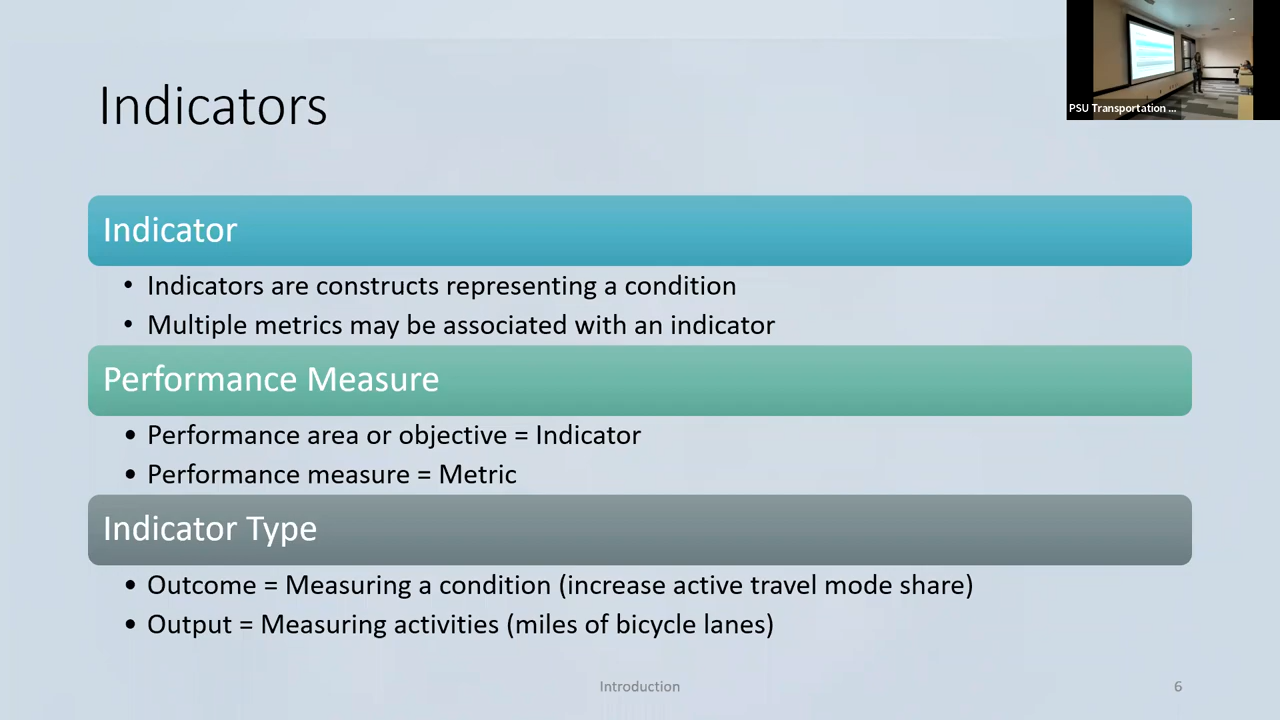 PSU Transportation ...
Indicators
Indicator
• Indicators are constructs representing a condition
• Multiple metrics may be associated with an indicator
Performance Measure
• Performance area or objective = Indicator
• Performance measure = Metric
Indicator Type
• Outcome = Measuring a condition (increase active travel mode share)
• Output = Measuring activities (miles of bicycle lanes)
Introduction
6